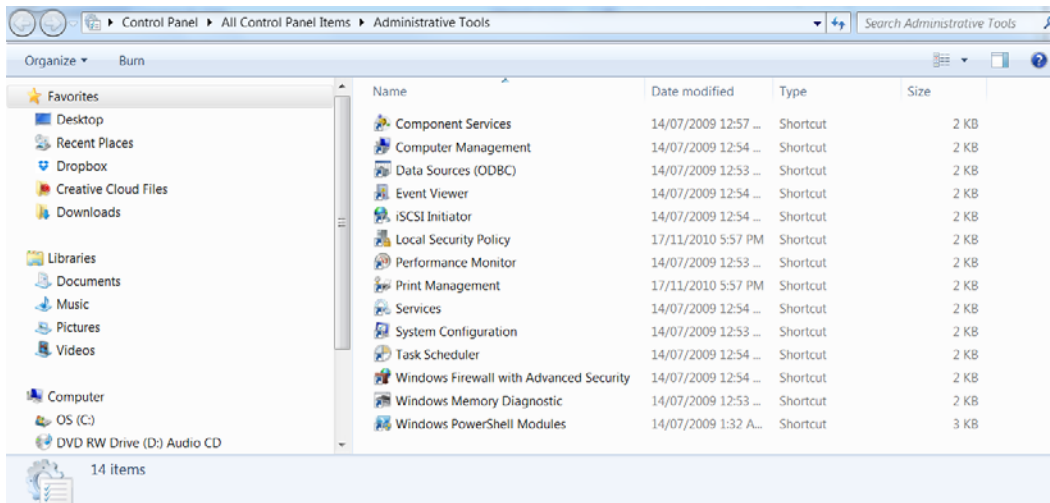 Control Panel ▸ All Control Panel Items ▸ Administrative Tools
Search Administrative Tools
Organize
Burn
Favorites
Desktop
Recent Places
Dropbox
Creative Cloud Files
Downloads
Libraries
Documents
Music
Pictures
Videos
Computer
OS (C:)
DVD RW Drive (D:) Audio CD
Name Date modified Type Size
Component Services 14/07/2009 12:57 ... Shortcut 2 KB
Computer Management 14/07/2009 12:54 ... Shortcut 2 KB
Data Sources (ODBC) 14/07/2009 12:53 ... Shortcut 2 KB
Event Viewer 14/07/2009 12:54 ... Shortcut 2 KB
iSCSI Initiator 14/07/2009 12:54 ... Shortcut 2 KB
Local Security Policy 17/11/2010 5:57 PM Shortcut 2 KB
Performance Monitor 14/07/2009 12:53 ... Shortcut 2 KB
Print Management 17/11/2010 5:57 PM Shortcut 2 KB
Services 14/07/2009 12:54 ... Shortcut 2 KB
System Configuration 14/07/2009 12:53 ... Shortcut 2 KB
Task Scheduler 14/07/2009 12:54 ... Shortcut 2 KB
Windows Firewall with Advanced Security 14/07/2009 12:54 ... Shortcut 2 KB
Windows Memory Diagnostic 14/07/2009 12:53 ... Shortcut 2 KB
Windows PowerShell Modules 14/07/2009 1:32 A... Shortcut 3 KB
14 items